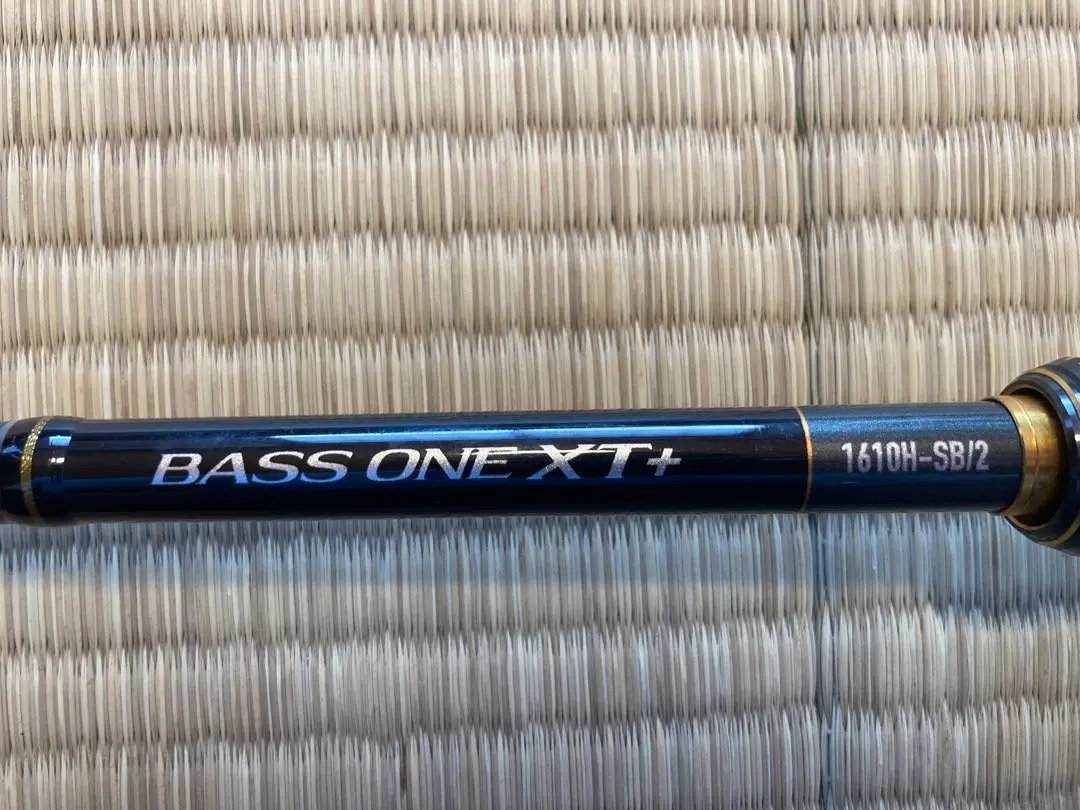 BASS ONE XT+ 1610H-SB/2